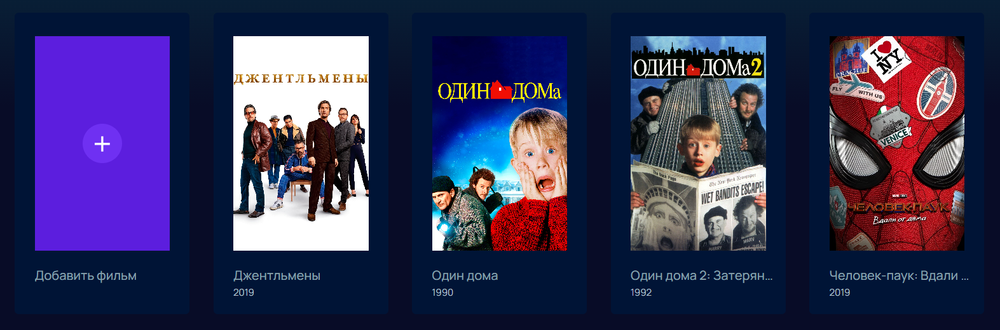 +
Добавить фильм
ДЖЕНТЛЬМЕНЫ
Джентльмены
2019
ОДИН ДОМа
Один дома
1990
ОДИН ДОМа 2
The New York Newspaper
WET BANDITS ESCAPE!
HARRY
MARV
Один дома 2: Затерян...
1992
PRAGUE
I NY
FLY WITH US
VENICE
ЧЕЛОВЕК-ПАУК
Вдали от дома
Человек-паук: Вдали ...
2019